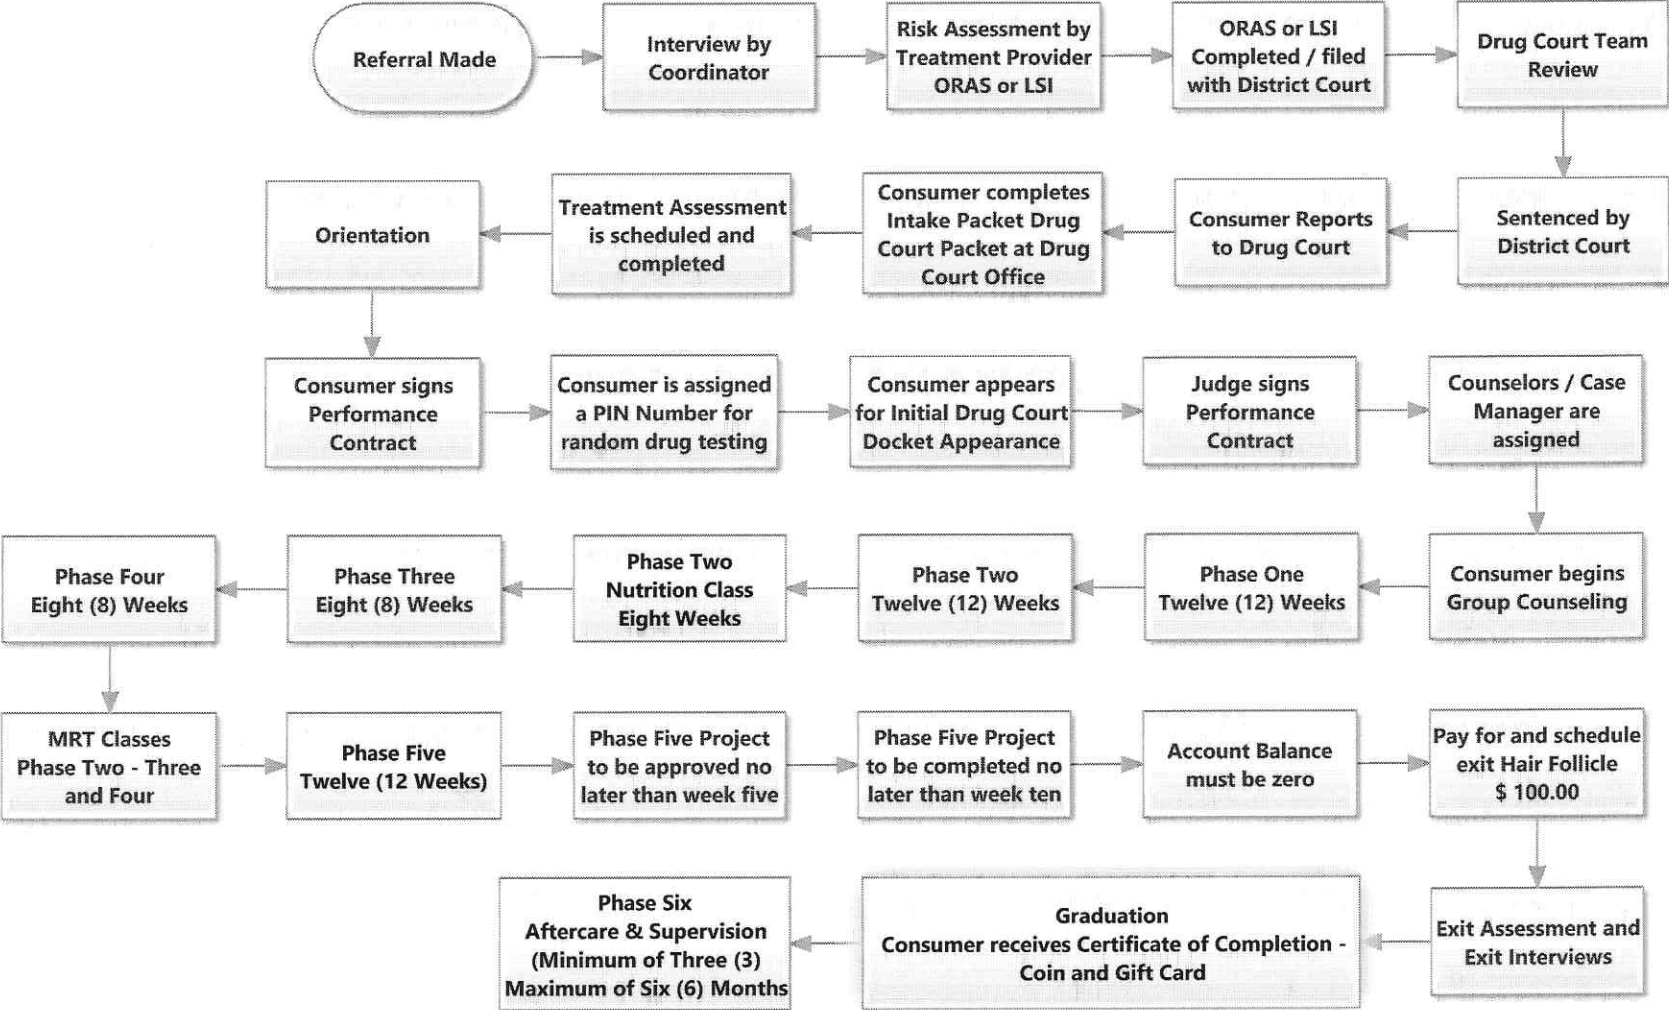 Referral Made
Interview by
Coordinator
Risk Assessment by
Treatment Provider
ORAS or LSI
ORAS or LSI
Completed / filed
with District Court
Drug Court Team
Review
Sentenced by
District Court
Consumer Reports
to Drug Court
Consumer completes
Intake Packet Drug
Court Packet at Drug
Court Office
Treatment Assessment
is scheduled and
completed
Orientation
Consumer signs
Performance
Contract
Consumer is assigned
a PIN Number for
random drug testing
Consumer appears
for Initial Drug Court
Docket Appearance
Judge signs
Performance
Contract
Counselors / Case
Manager are
assigned
Consumer begins
Group Counseling
Phase One
Twelve (12) Weeks
Phase Two
Twelve (12) Weeks
Phase Two
Nutrition Class
Eight Weeks
Phase Three
Eight (8) Weeks
Phase Four
Eight (8) Weeks
MRT Classes
Phase Two - Three
and Four
Phase Five
Twelve (12 Weeks)
Phase Five Project
to be approved no
later than week five
Phase Five Project
to be completed no
later than week ten
Account Balance
must be zero
Pay for and schedule
exit Hair Follicle
$ 100.00
Exit Assessment and
Exit Interviews
Graduation
Consumer receives Certificate of Completion -
Coin and Gift Card
Phase Six
Aftercare & Supervision
(Minimum of Three (3)
Maximum of Six (6) Months